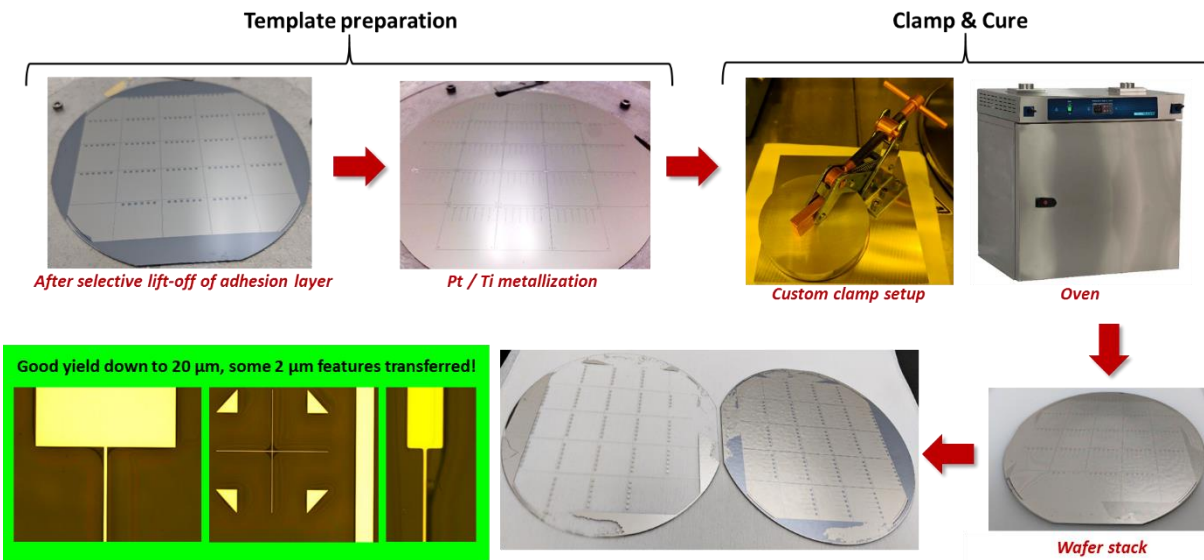 Template preparation
Clamp & Cure
After selective lift-off of adhesion layer
Pt / Ti metallization
Custom clamp setup
Oven
Good yield down to 20 µm, some 2 µm features transferred!
Wafer stack